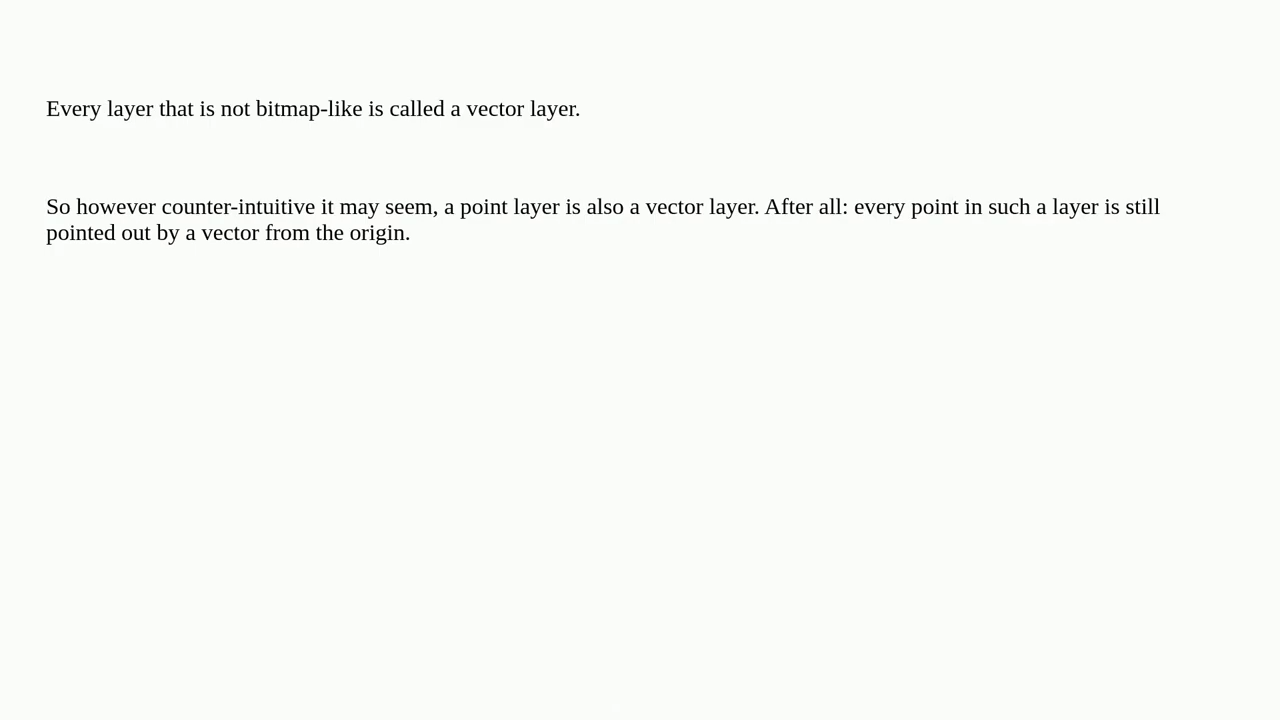 Every layer that is not bitmap-like is called a vector layer.
So however counter-intuitive it may seem, a point layer is also a vector layer. After all: every point in such a layer is still
pointed out by a vector from the origin.